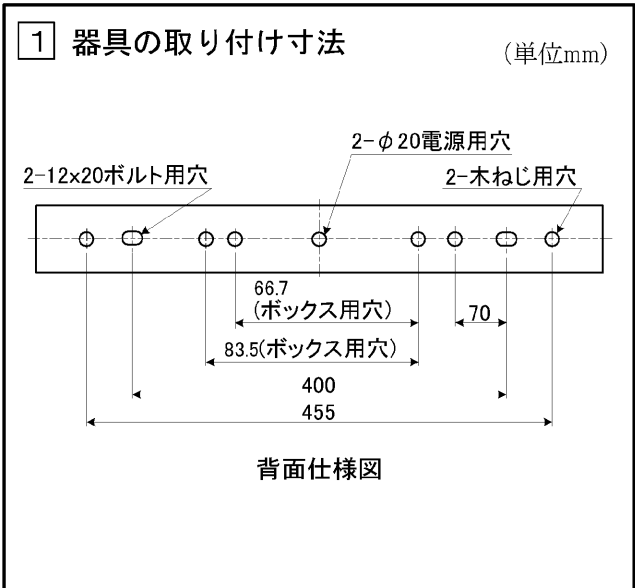 1 器具の取り付け寸法
(単位mm)
2-φ20電源用穴
2-12x20ボルト用穴
2-木ねじ用穴
66.7
(ボックス用穴)
70
83.5(ボックス用穴)
400
455
背面仕様図